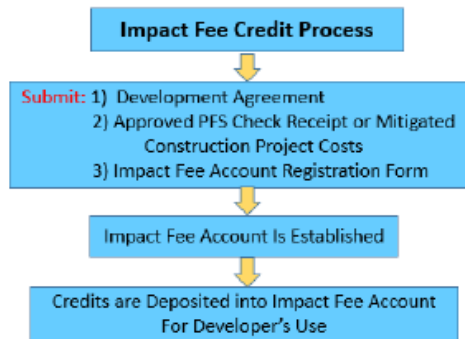 Impact Fee Credit Process
Submit: 1) Development Agreement
2) Approved PFS Check Receipt or Mitigated
Construction Project Costs
3) Impact Fee Account Registration Form
Impact Fee Account Is Established
Credits are Deposited into Impact Fee Account
For Developer's Use